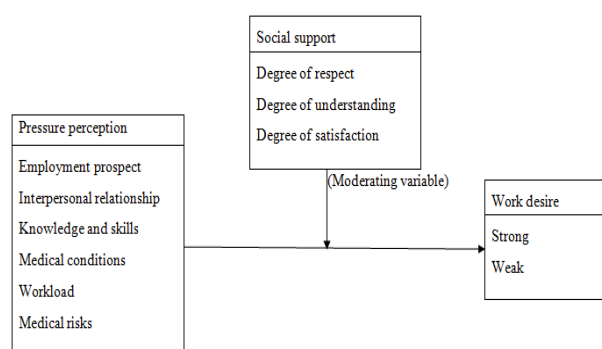 Social support
Degree of respect
Degree of understanding
Degree of satisfaction
(Moderating variable)
Pressure perception
Employment prospect
Interpersonal relationship
Knowledge and skills
Medical conditions
Workload
Medical risks
Work desire
Strong
Weak